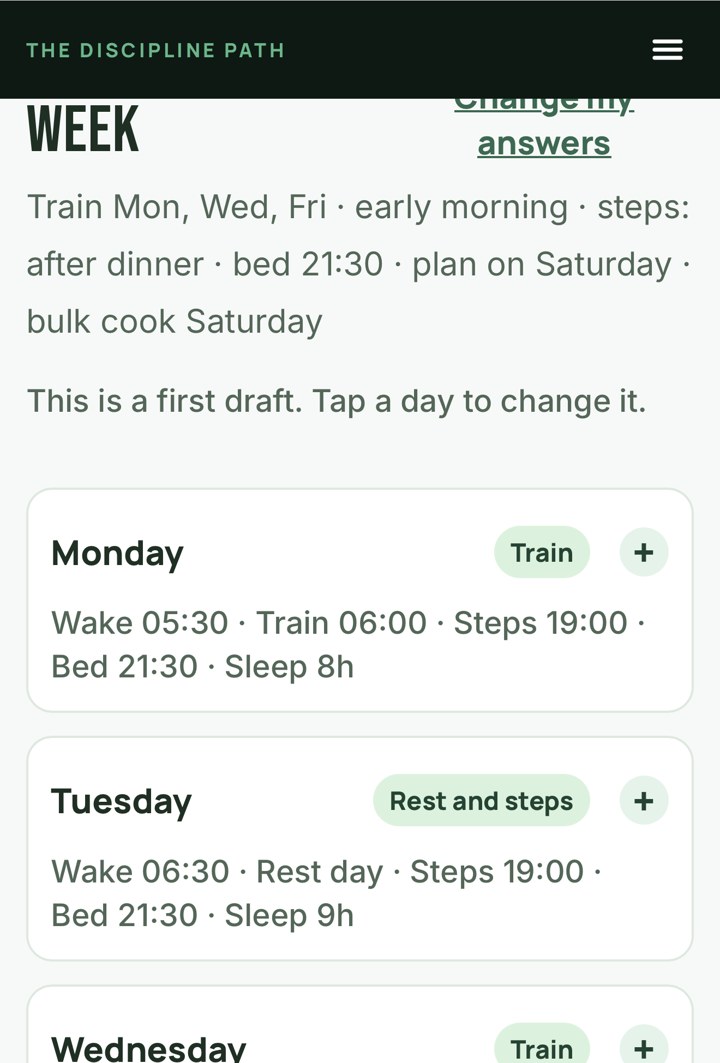 THE DISCIPLINE PATH
Change my
WEEK
answers
Train Mon, Wed, Fri · early morning · steps:
after dinner · bed 21:30 · plan on Saturday ·
bulk cook Saturday
This is a first draft. Tap a day to change it.
Monday Train +
Wake 05:30 · Train 06:00 · Steps 19:00 ·
Bed 21:30 · Sleep 8h
Tuesday Rest and steps +
Wake 06:30 · Rest day · Steps 19:00 ·
Bed 21:30 · Sleep 9h
Wednesday Train +